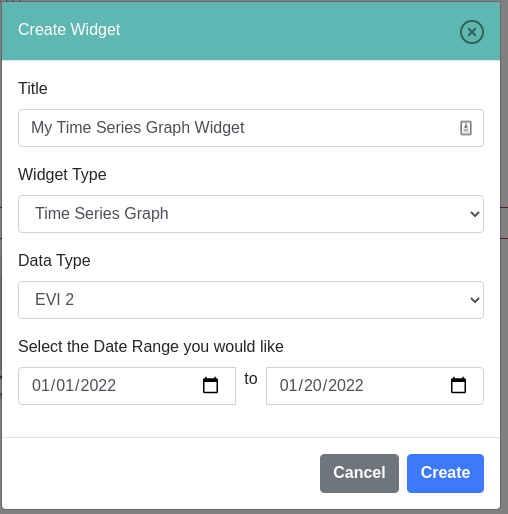 Create Widget
Title
My Time Series Graph Widget
Widget Type
Time Series Graph
Data Type
EVI 2
Select the Date Range you would like
01/01/2022 to 01/20/2022
Cancel Create